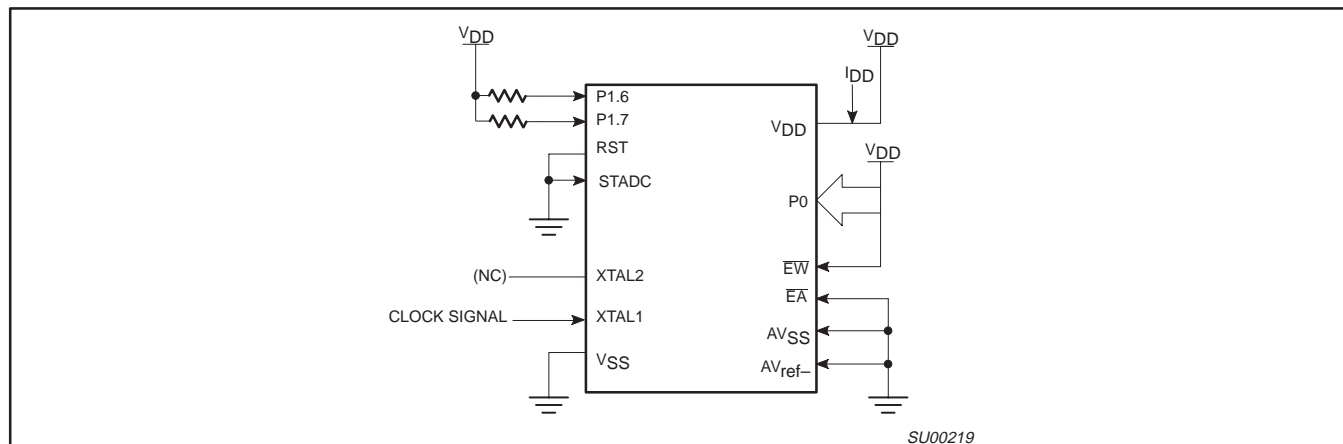 VDD
P1.6
P1.7
RST
STADC
(NC)
XTAL2
CLOCK SIGNAL
XTAL1
VSS
VDD
IDD
VDD
VDD
P0
EW
EA
AVSS
AVref–
SU00219